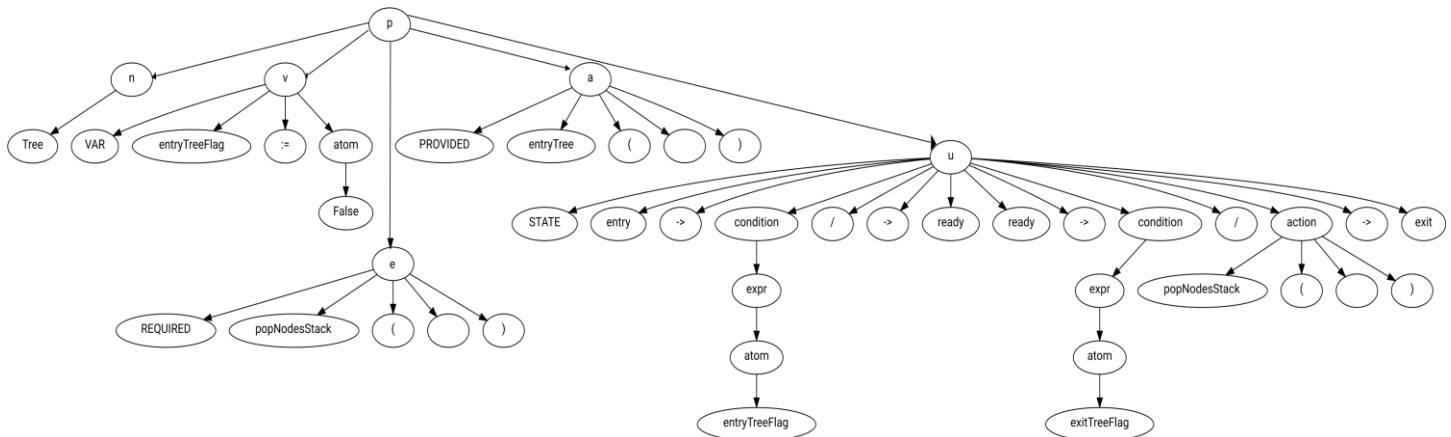 p
n
v
a
Tree
VAR
entryTreeFlag
:=
atom
PROVIDED
entryTree
(
)
u
False
STATE
entry
->
condition
/
->
ready
ready
->
condition
/
action
->
exit
e
expr
expr
popNodesStack
(
)
REQUIRED
popNodesStack
(
)
atom
atom
entryTreeFlag
exitTreeFlag